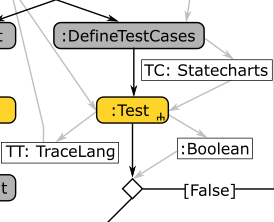 :DefineTestCases
TC: Statecharts
:Test
TT: TraceLang
:Boolean
[False]